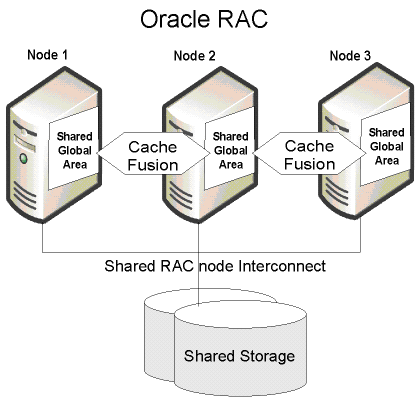 Oracle RAC
Node 1
Node 2
Node 3
Shared
Global
Area
Cache
Fusion
Shared
Global
Area
Cache
Fusion
Shared
Global
Area
Shared RAC node Interconnect
Shared Storage